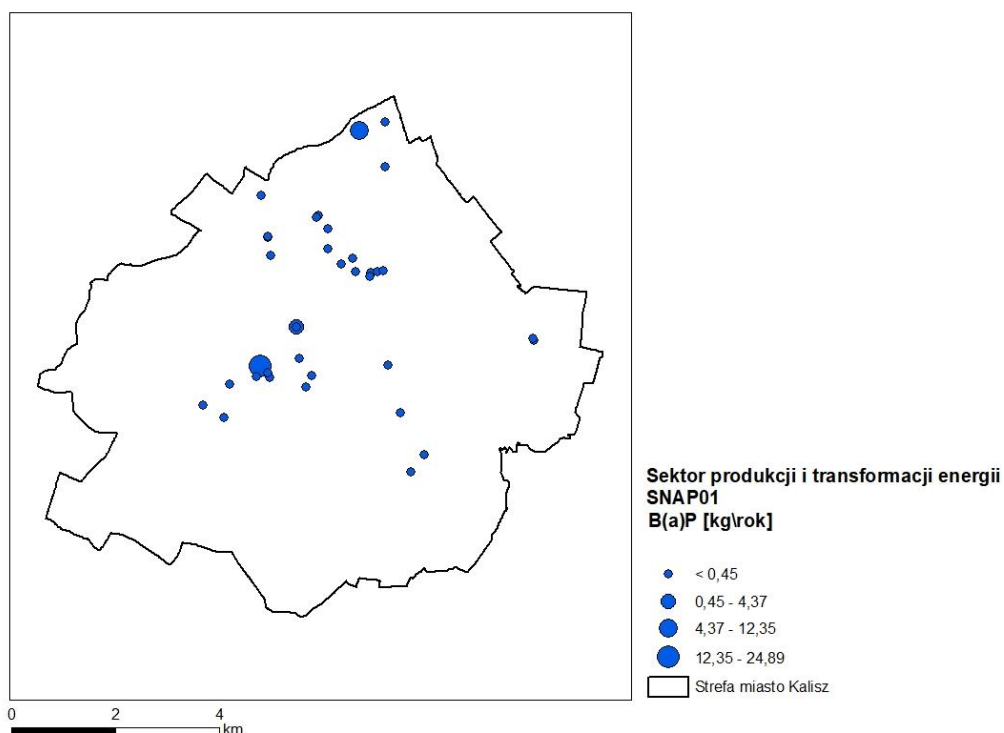 Sektor produkcji i transformacji energii
SNAP01
B(a)P [kg\rok]
< 0,45
0,45 - 4,37
4,37 - 12,35
12,35 - 24,89
Strefa miasto Kalisz
0 2 4
km